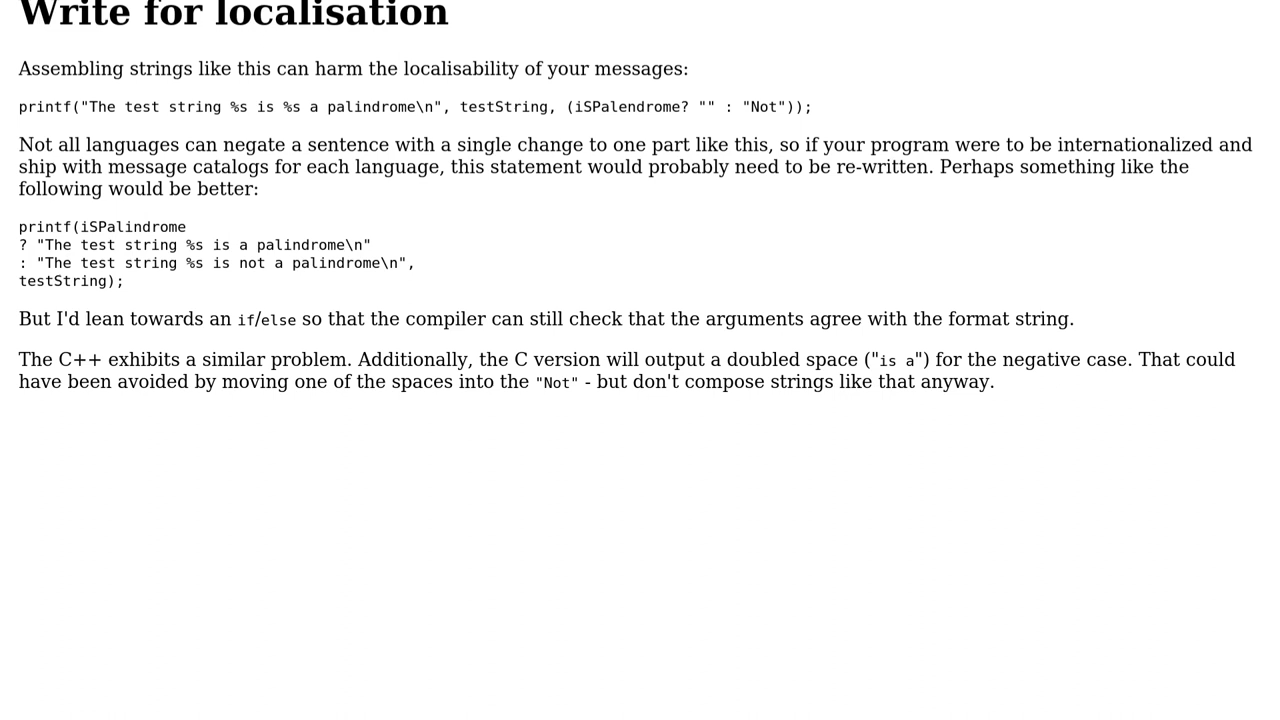 Write for localisation
Assembling strings like this can harm the localisability of your messages:
printf("The test string %s is %s a palindrome\n", testString, (iSPalendrome? "" : "Not"));
Not all languages can negate a sentence with a single change to one part like this, so if your program were to be internationalized and
ship with message catalogs for each language, this statement would probably need to be re-written. Perhaps something like the
following would be better:
printf(iSPalindrome
? "The test string %s is a palindrome\n"
: "The test string %s is not a palindrome\n",
testString);
But I'd lean towards an if/else so that the compiler can still check that the arguments agree with the format string.
The C++ exhibits a similar problem. Additionally, the C version will output a doubled space ("is a") for the negative case. That could
have been avoided by moving one of the spaces into the "Not" - but don't compose strings like that anyway.